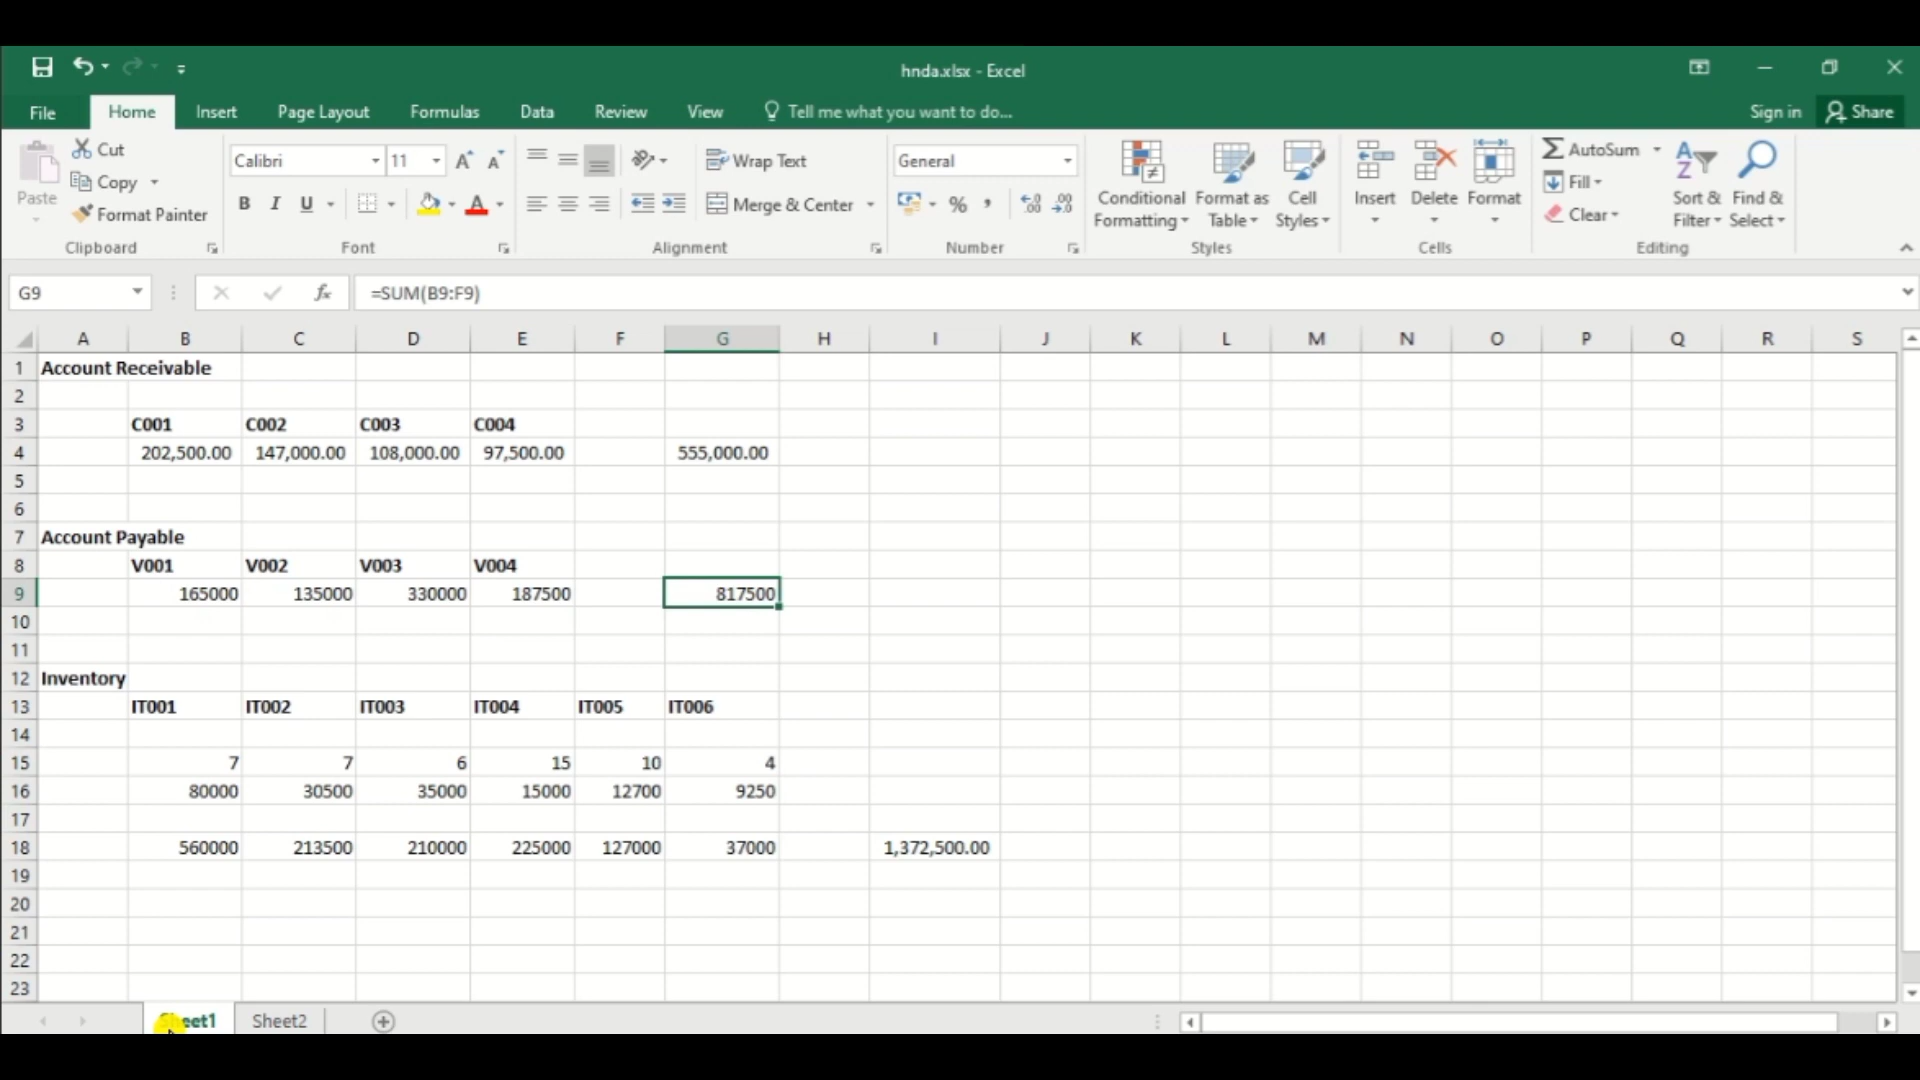 hnda.xlsx - Excel
File Home Insert Page Layout Formulas Data Review View Tell me what you want to do... Sign in Share
Paste Cut Copy Format Painter
Clipboard
Calibri 11
B I U A
Font
Wrap Text
Merge & Center
Alignment
General
%
Number
Conditional Formatting Format as Table Cell Styles
Styles
Insert Delete Format
Cells
AutoSum
Fill
Clear
Sort & Filter Find & Select
Editing
G9 fx =SUM(B9:F9)
A B C D E F G H I J K L M N O P Q R S
1 Account Receivable
2
3 C001 C002 C003 C004
4 202,500.00 147,000.00 108,000.00 97,500.00 555,000.00
5
6
7 Account Payable
8 V001 V002 V003 V004
9 165000 135000 330000 187500 817500
10
11
12 Inventory
13 IT001 IT002 IT003 IT004 IT005 IT006
14
15 7 7 6 15 10 4
16 80000 30500 35000 15000 12700 9250
17
18 560000 213500 210000 225000 127000 37000 1,372,500.00
19
20
21
22
23
Sheet1 Sheet2